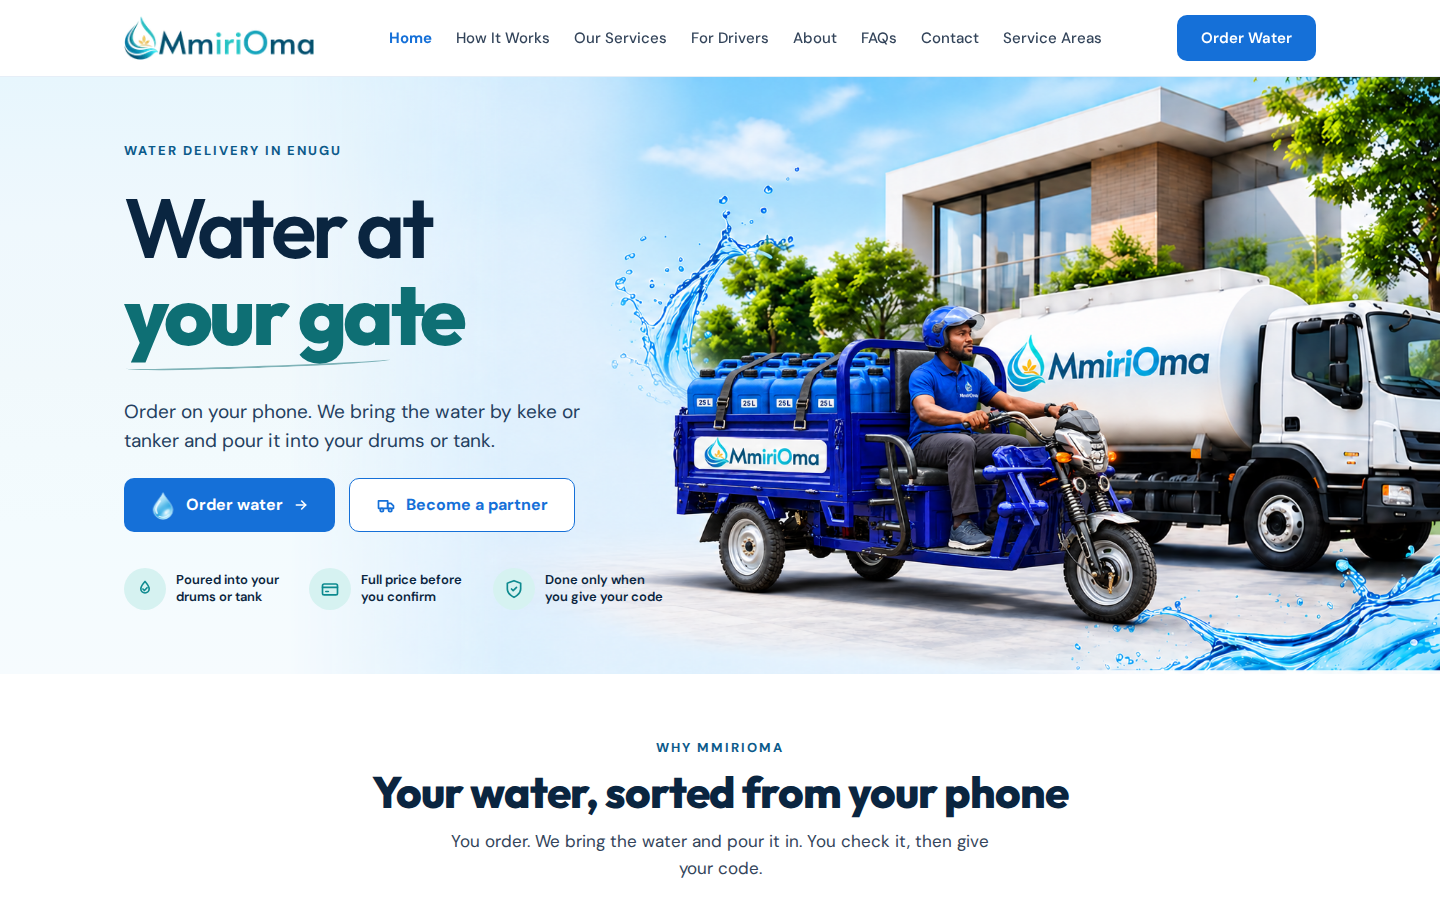 MmiriOma
Home How It Works Our Services For Drivers About FAQs Contact Service Areas
Order Water
WATER DELIVERY IN ENUGU
Water at
your gate
Order on your phone. We bring the water by keke or
tanker and pour it into your drums or tank.
Order water
Become a partner
Poured into your
drums or tank
Full price before
you confirm
Done only when
you give your code
MmiriOma
25 L 25 L 25 L 25 L
MmiriOma
WHY MMIRIOMA
Your water, sorted from your phone
You order. We bring the water and pour it in. You check it, then give
your code.